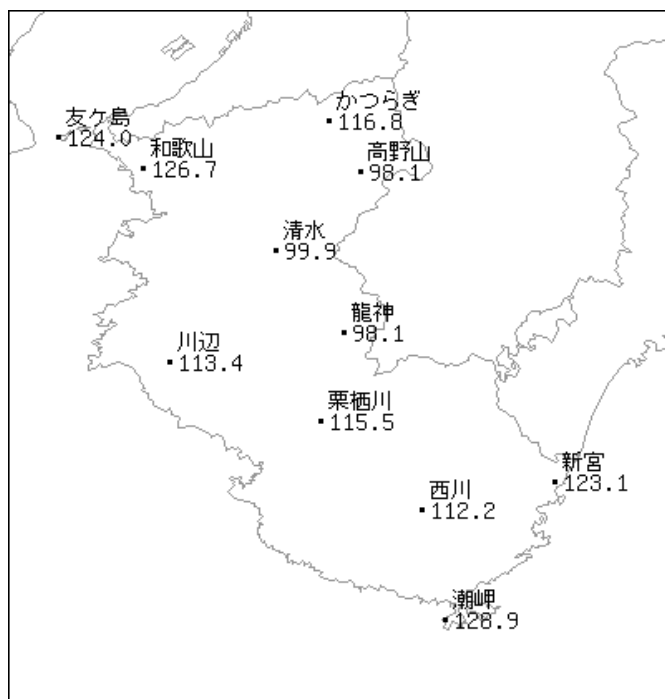 かつらぎ
116.8
友ケ島
124.0
和歌山
126.7
高野山
98.1
清水
99.9
龍神
98.1
川辺
113.4
栗栖川
115.5
新宮
123.1
西川
112.2
潮岬
128.9